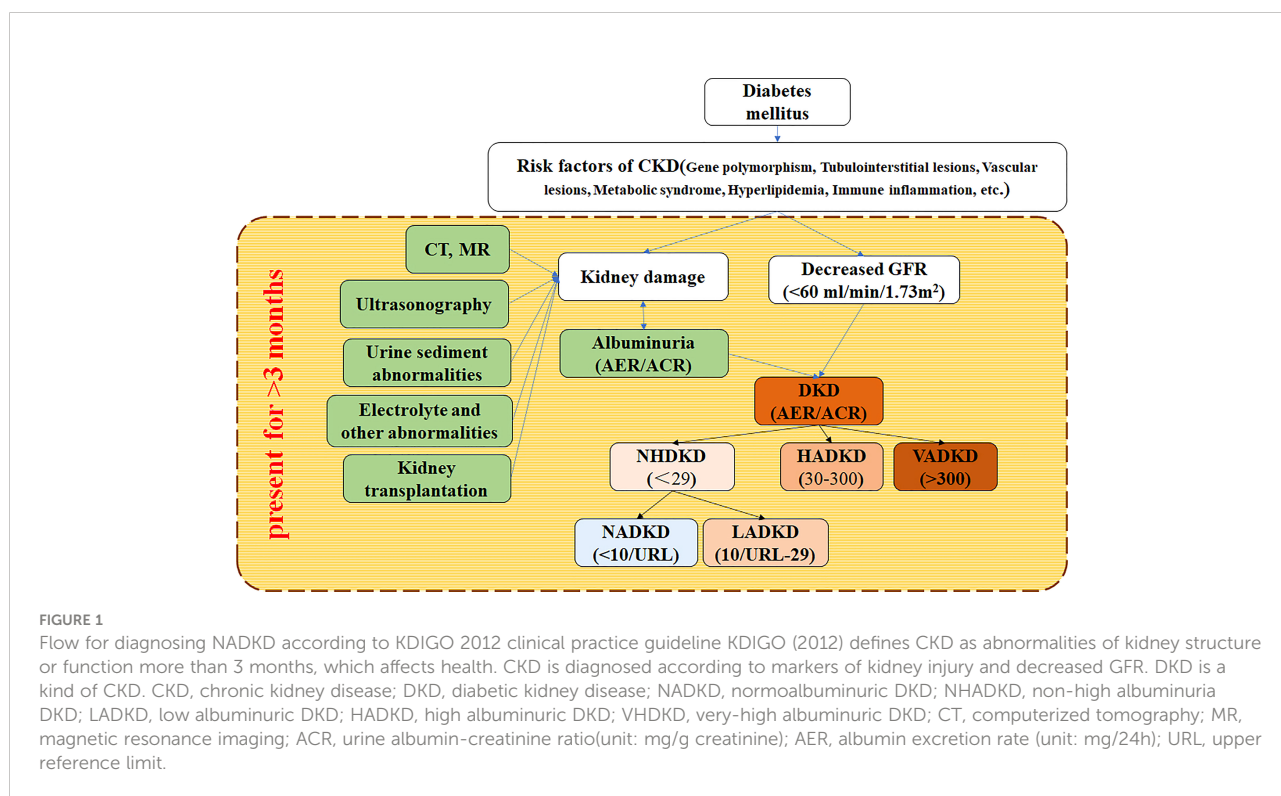 Diabetes
mellitus
Risk factors of CKD(Gene polymorphism, Tubulointerstitial lesions, Vascular
lesions, Metabolic syndrome, Hyperlipidemia, Immune inflammation, etc.)
present for >3 months
CT, MR
Ultrasonography
Urine sediment
abnormalities
Electrolyte and
other abnormalities
Kidney
transplantation
Kidney damage
Decreased GFR
(<60 ml/min/1.73m²)
Albuminuria
(AER/ACR)
DKD
(AER/ACR)
NHDKD
(<29)
HADKD
(30-300)
VADKD
(>300)
NADKD
(<10/URL)
LADKD
(10/URL-29)
FIGURE 1
Flow for diagnosing NADKD according to KDIGO 2012 clinical practice guideline KDIGO (2012) defines CKD as abnormalities of kidney structure
or function more than 3 months, which affects health. CKD is diagnosed according to markers of kidney injury and decreased GFR. DKD is a
kind of CKD. CKD, chronic kidney disease; DKD, diabetic kidney disease; NADKD, normoalbuminuric DKD; NHADKD, non-high albuminuria
DKD; LADKD, low albuminuric DKD; HADKD, high albuminuric DKD; VHDKD, very-high albuminuric DKD; CT, computerized tomography; MR,
magnetic resonance imaging; ACR, urine albumin-creatinine ratio(unit: mg/g creatinine); AER, albumin excretion rate (unit: mg/24h); URL, upper
reference limit.